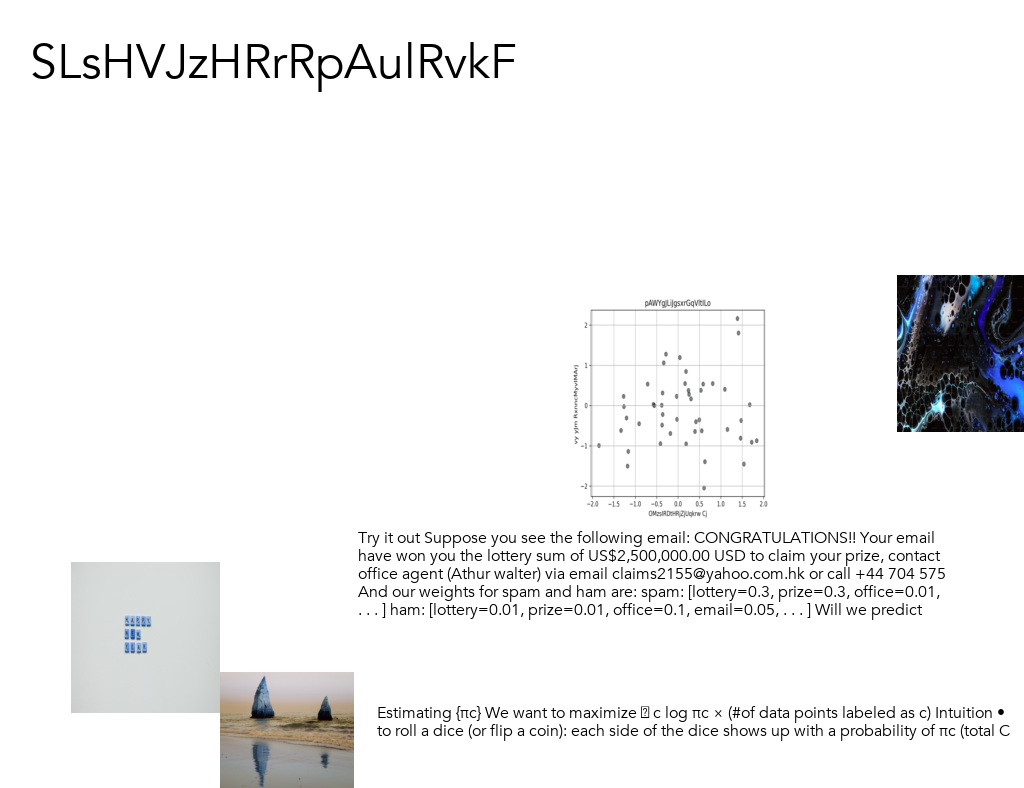 SLsHVJzHRrRpAulRvkF
pAWYgJLiJgsxrGqVltlLo
2
1
0
−1
−2
−2.0 −1.5 −1.0 −0.5 0.0 0.5 1.0 1.5 2.0
Try it out Suppose you see the following email: CONGRATULATIONS!! Your email
have won you the lottery sum of US$2,500,000.00 USD to claim your prize, contact
office agent (Athur walter) via email claims2155@yahoo.com.hk or call +44 704 575
And our weights for spam and ham are: spam: [lottery=0.3, prize=0.3, office=0.01,
. . . ] ham: [lottery=0.01, prize=0.01, office=0.1, email=0.05, . . . ] Will we predict
Estimating {πc} We want to maximize c log πc × (#of data points labeled as c) Intuition •
to roll a dice (or flip a coin): each side of the dice shows up with a probability of πc (total C